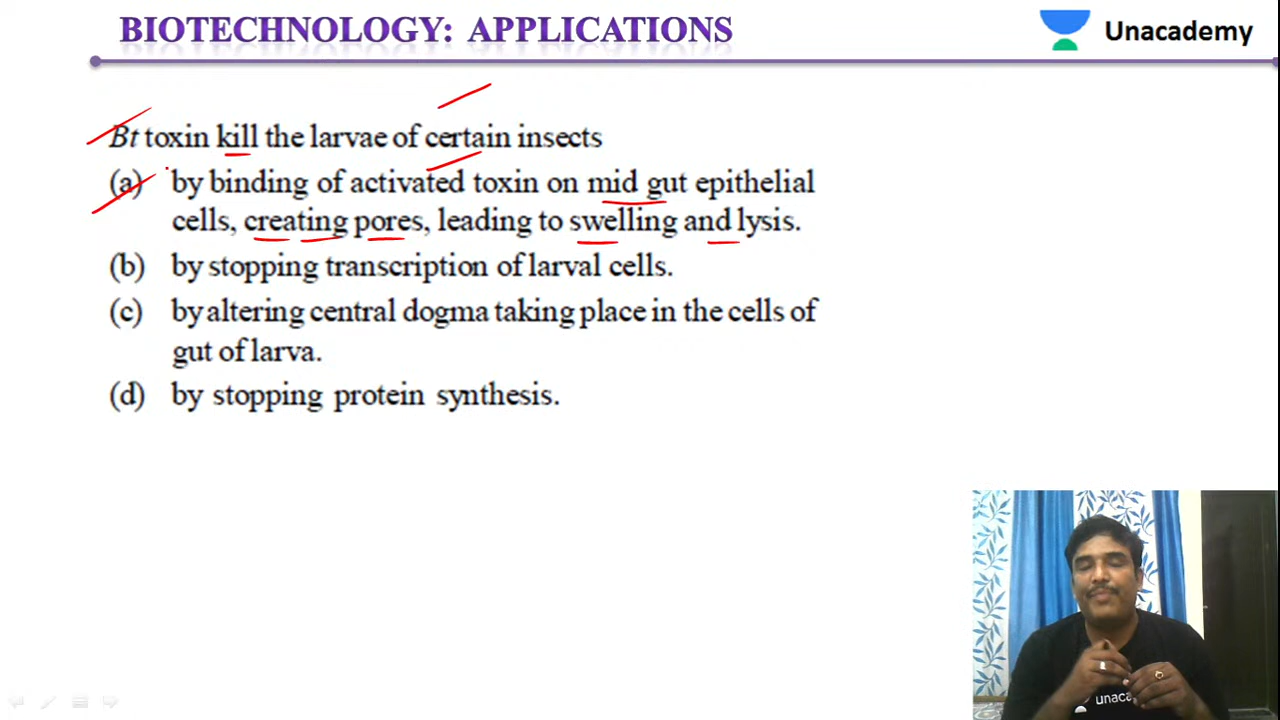 BIOTECHNOLOGY: APPLICATIONS
Unacademy
Bt toxin kill the larvae of certain insects
(a) by binding of activated toxin on mid gut epithelial
cells, creating pores, leading to swelling and lysis.
(b) by stopping transcription of larval cells.
(c) by altering central dogma taking place in the cells of
gut of larva.
(d) by stopping protein synthesis.
unaca